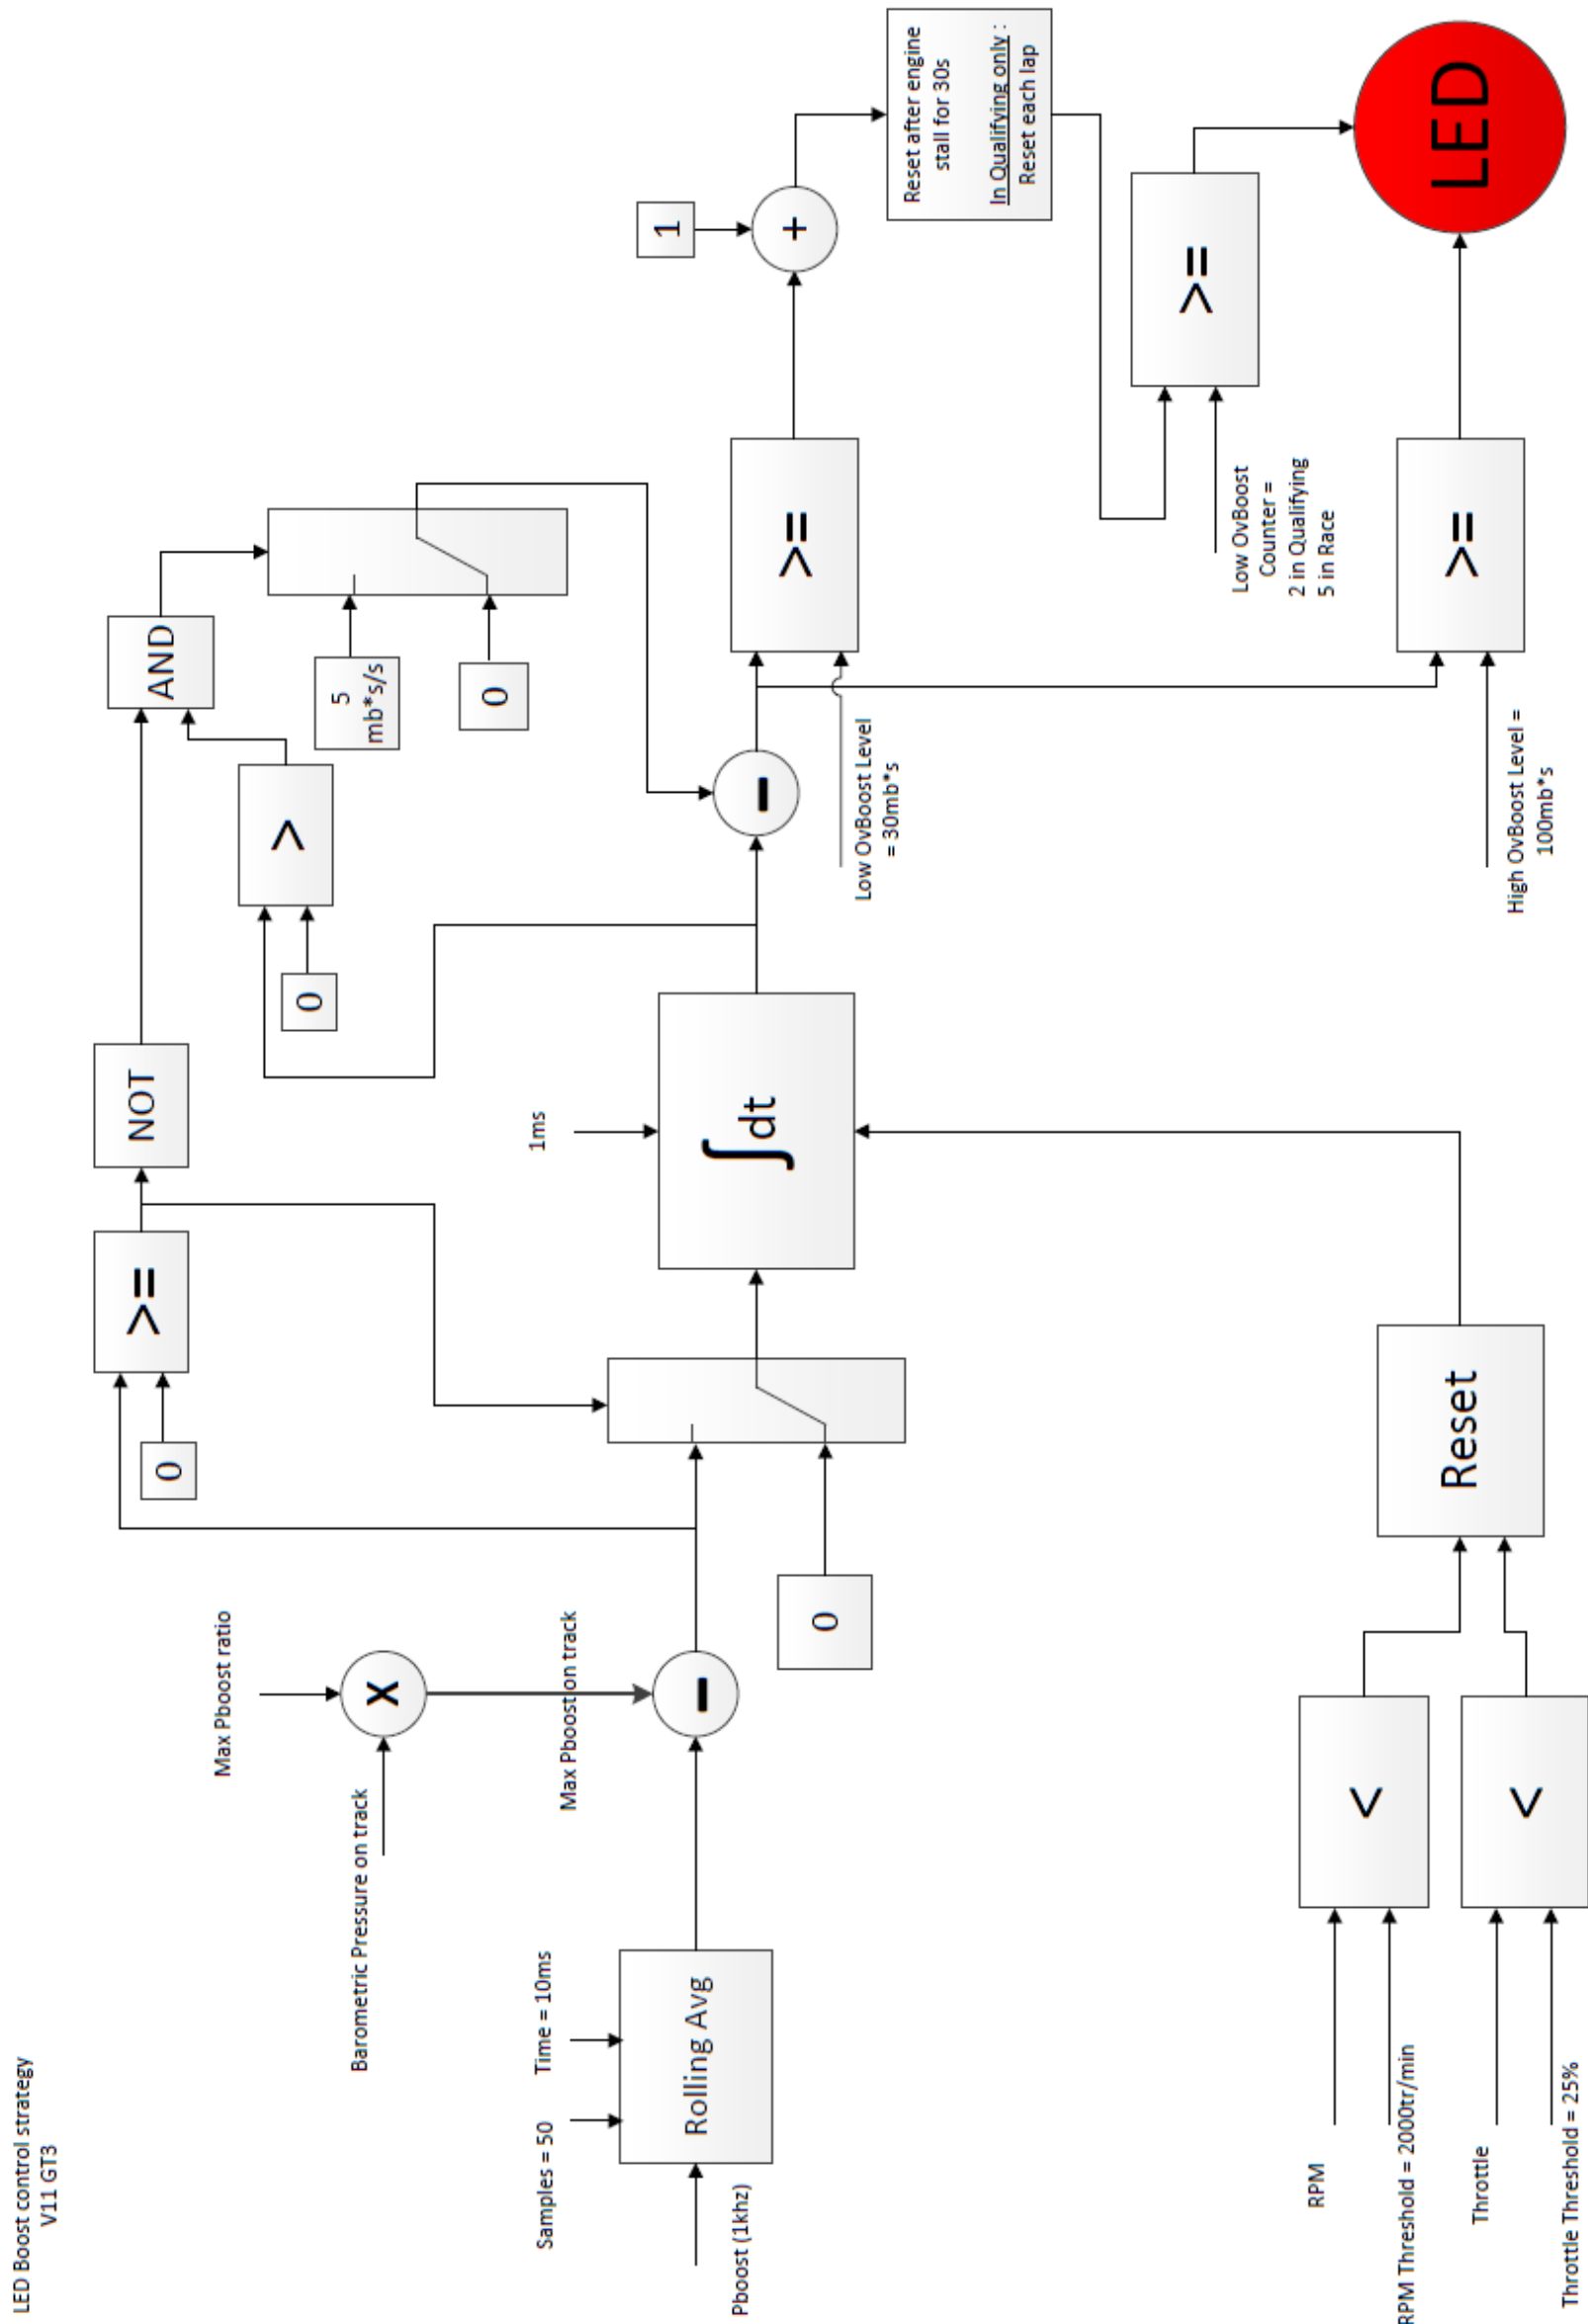 LED Boost control strategy
V11 GT3
Pboost (1khz)
Samples = 50
Time = 10ms
Rolling Avg
Barometric Pressure on track
Max Pboost ratio
X
Max Pboost on track
-
0
0
>=
NOT
1ms
∫dt
0
>
AND
5
mb*s/s
0
-
Low OvBoost Level
= 30mb*s
>=
1
+
Reset after engine
stall for 30s
In Qualifying only :
Reset each lap
Low OvBoost
Counter =
2 in Qualifying
5 in Race
>=
High OvBoost Level =
100mb*s
>=
LED
RPM
RPM Threshold = 2000tr/min
<
Throttle
Throttle Threshold = 25%
<
Reset